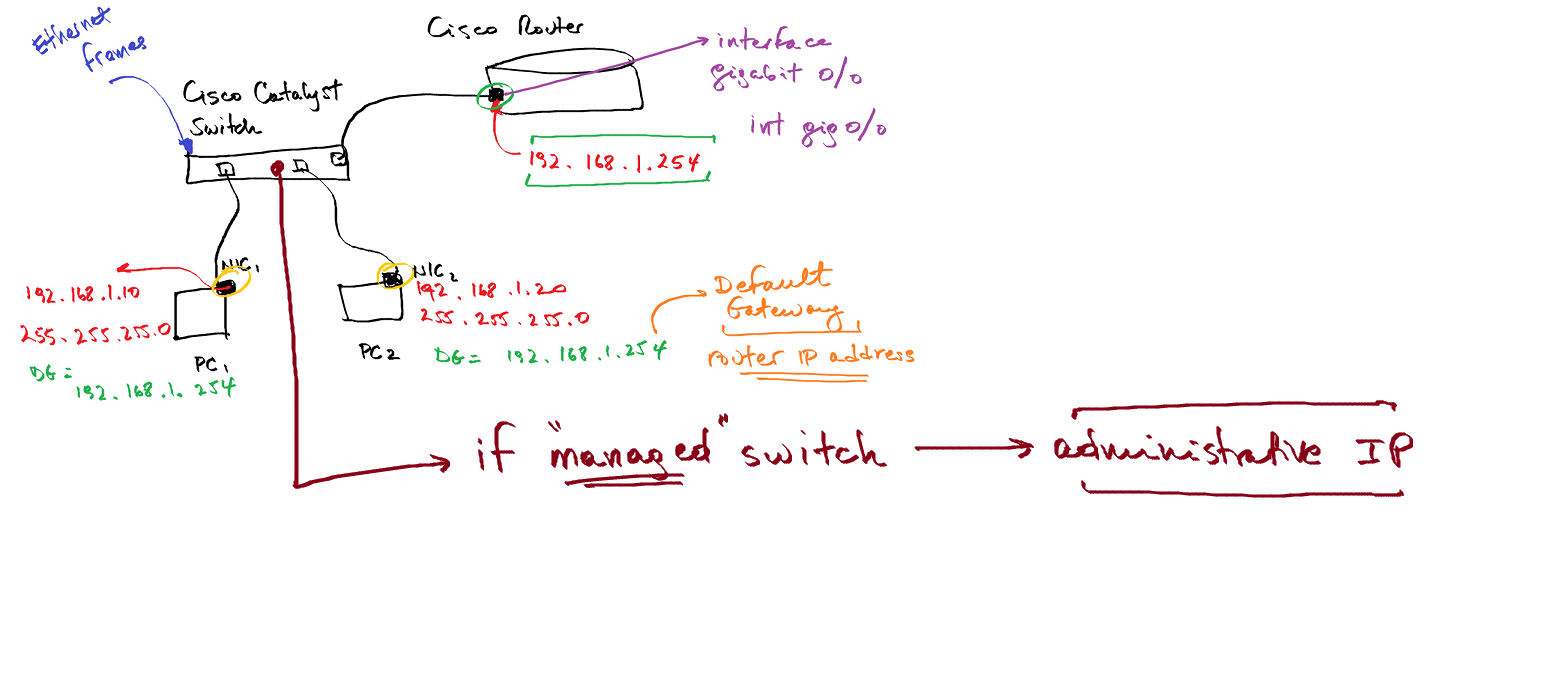 Ethernet
frames
Cisco Router
interface
gigabit 0/0
int gig 0/0
Cisco Catalyst
Switch
192.168.1.254
NIC1
192.168.1.10
255.255.255.0
PC1
DG =
192.168.1.254
NIC2
192.168.1.20
255.255.255.0
PC2
DG = 192.168.1.254
Default
Gateway
router IP address
if "managed" switch
administrative IP